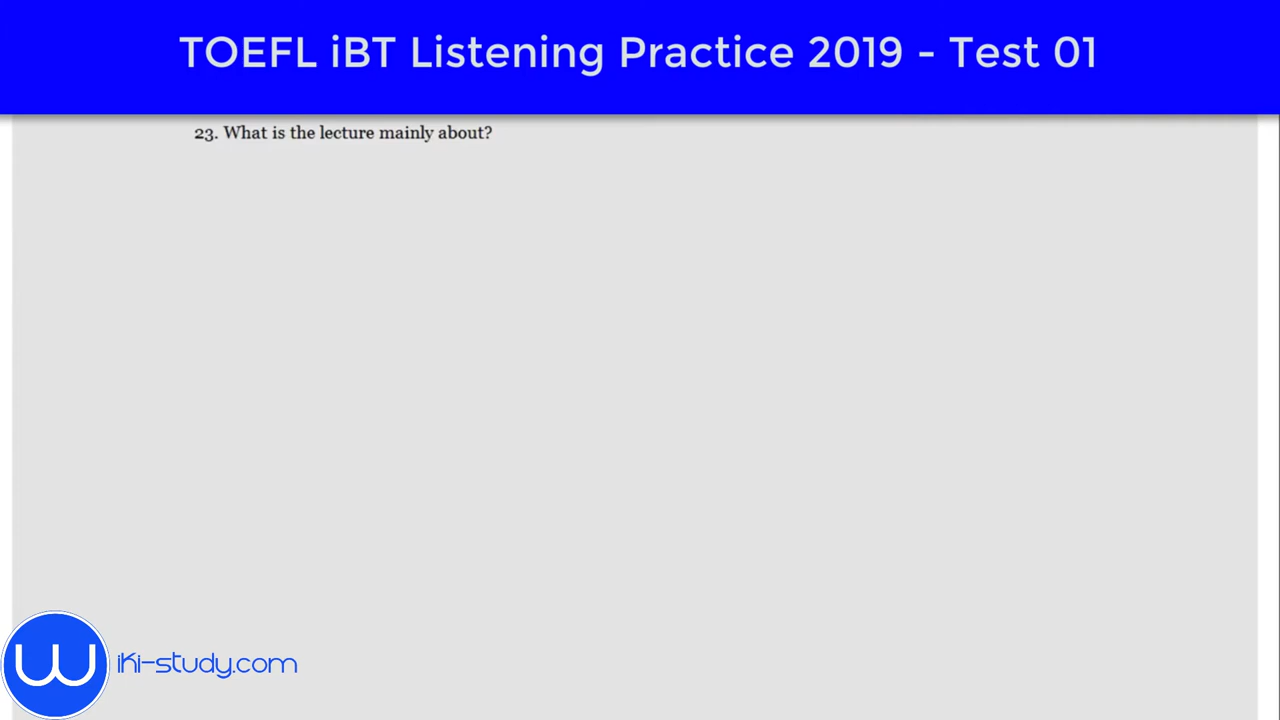 TOEFL iBT Listening Practice 2019 - Test 01
23. What is the lecture mainly about?
W iki-study.com